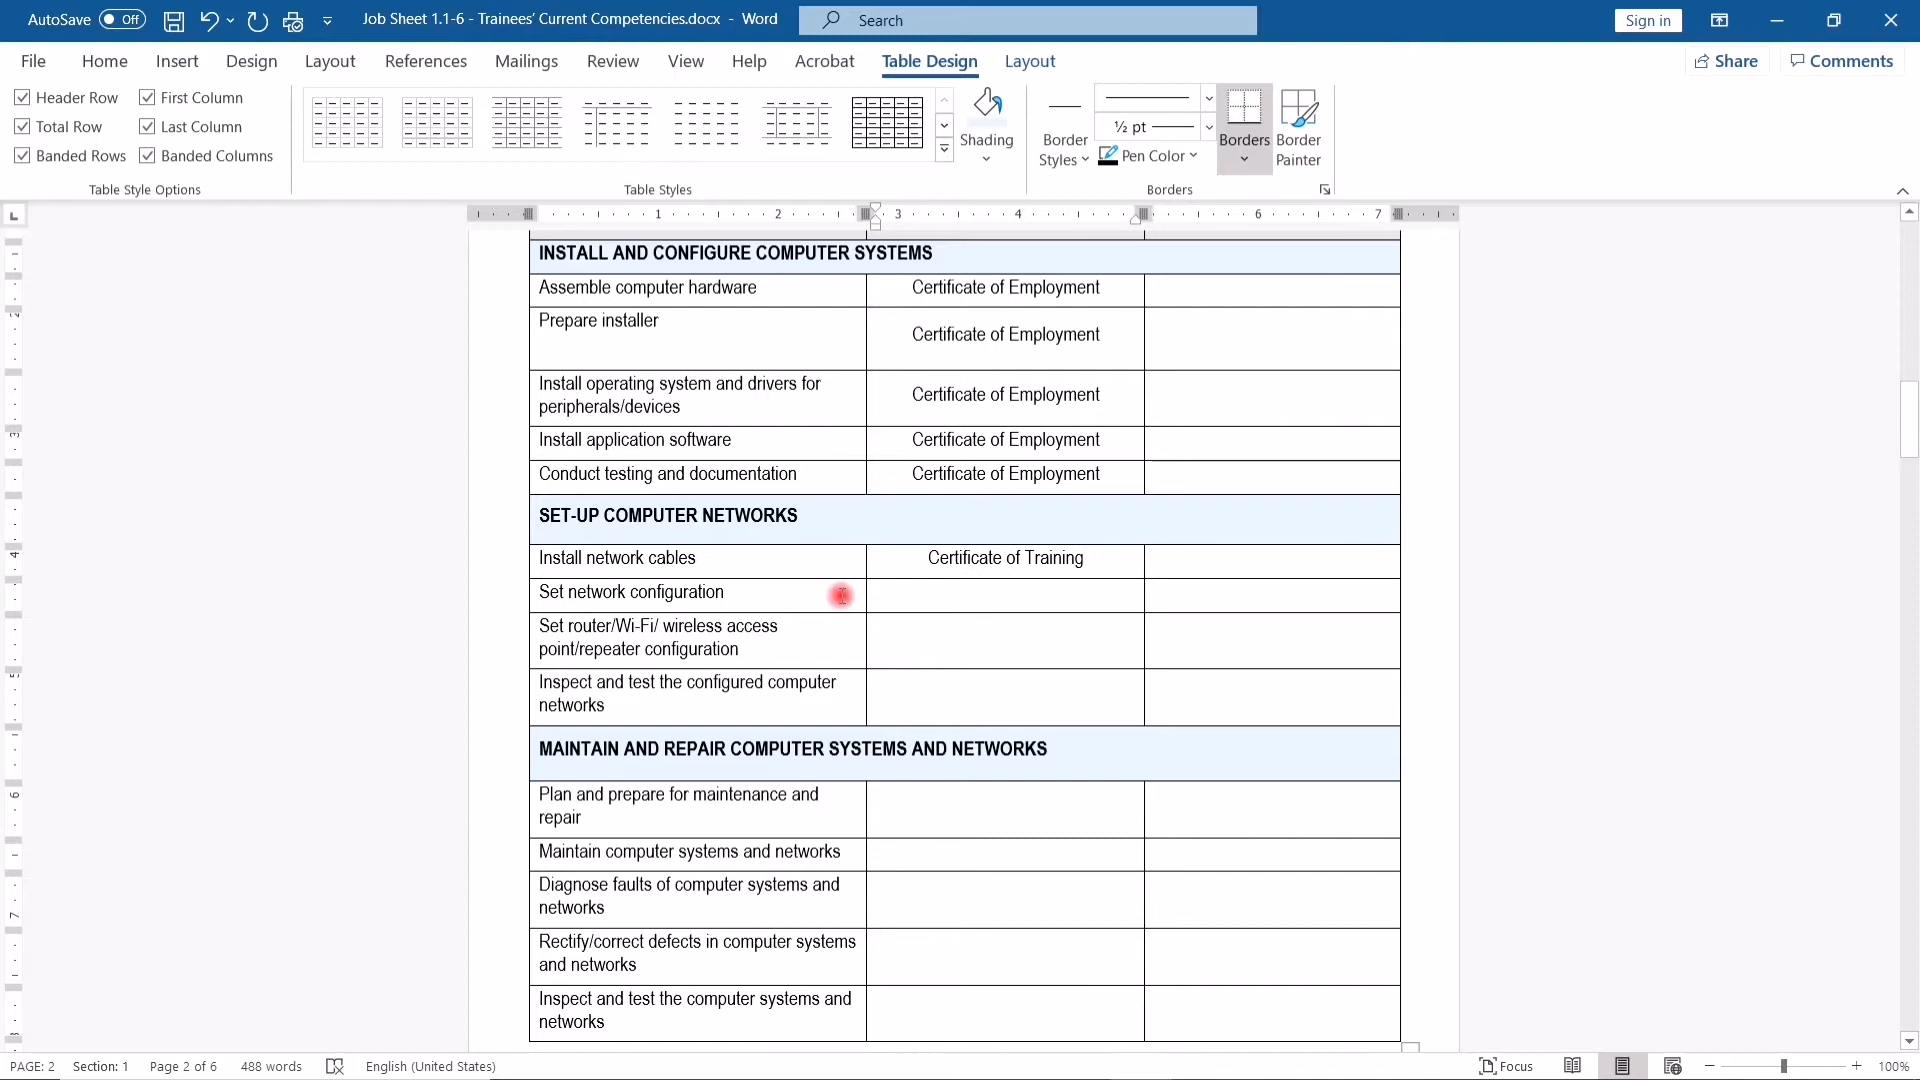 AutoSave Off Job Sheet 1.1-6 - Trainees’ Current Competencies.docx - Word Search Sign in
File Home Insert Design Layout References Mailings Review View Help Acrobat Table Design Layout Share Comments
Header Row First Column
Total Row Last Column
Banded Rows Banded Columns
Table Style Options
Table Styles
Shading
Border Styles
½ pt
Pen Color
Borders
Border Painter
Borders
1 2 3 4 6 7
INSTALL AND CONFIGURE COMPUTER SYSTEMS
Assemble computer hardware Certificate of Employment
Prepare installer Certificate of Employment
Install operating system and drivers for
peripherals/devices Certificate of Employment
Install application software Certificate of Employment
Conduct testing and documentation Certificate of Employment
SET-UP COMPUTER NETWORKS
Install network cables Certificate of Training
Set network configuration
Set router/Wi-Fi/ wireless access
point/repeater configuration
Inspect and test the configured computer
networks
MAINTAIN AND REPAIR COMPUTER SYSTEMS AND NETWORKS
Plan and prepare for maintenance and
repair
Maintain computer systems and networks
Diagnose faults of computer systems and
networks
Rectify/correct defects in computer systems
and networks
Inspect and test the computer systems and
networks
PAGE: 2 Section: 1 Page 2 of 6 488 words English (United States) Focus 100%